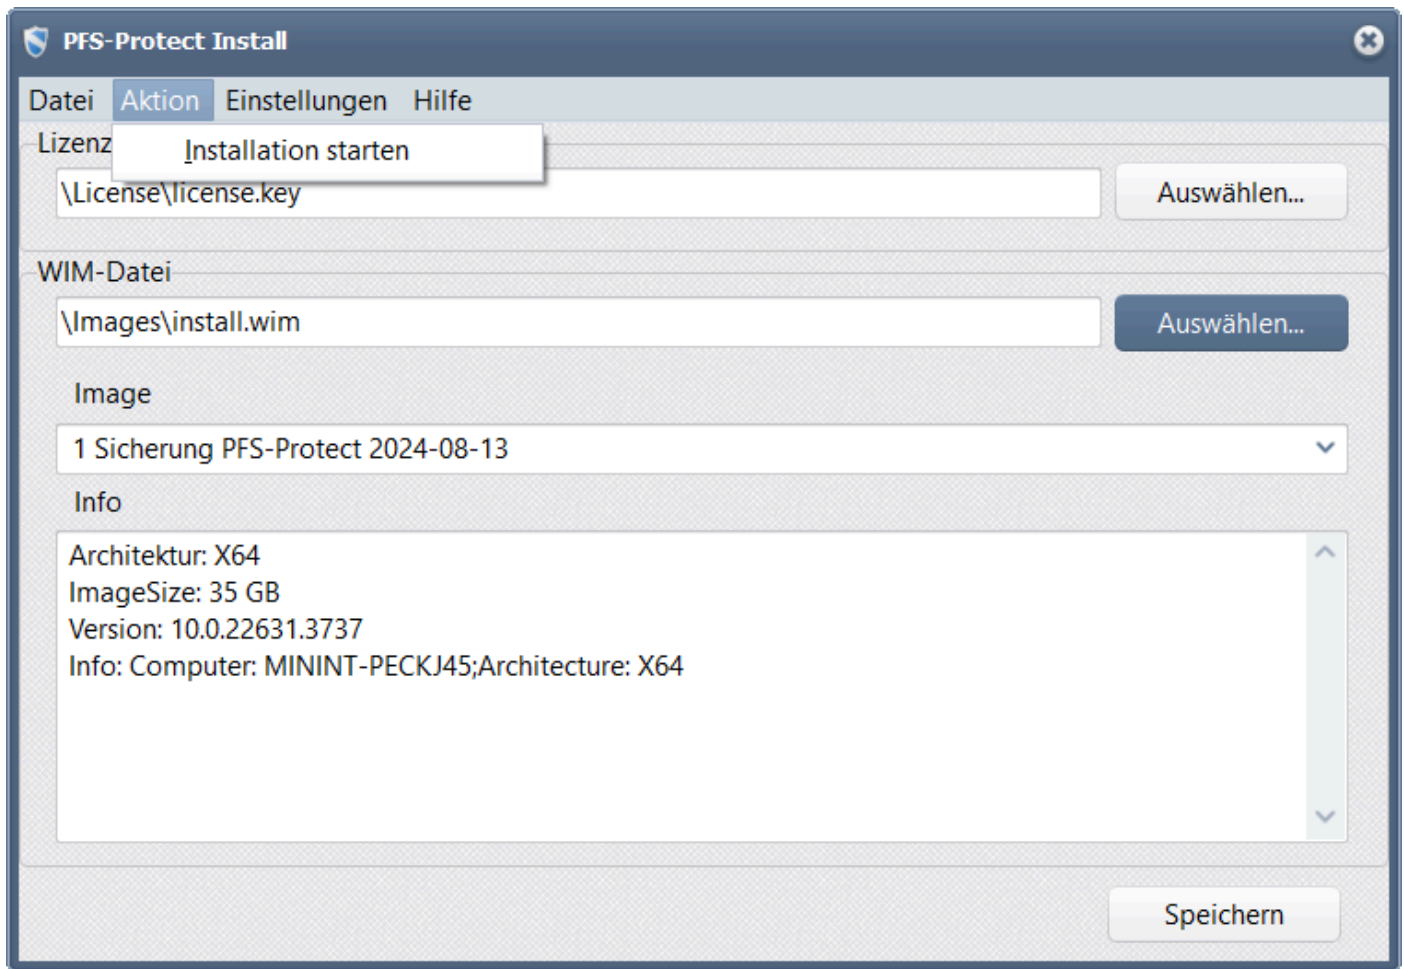 PFS-Protect Install
Datei Aktion Einstellungen Hilfe
Installation starten
Lizenz
\License\license.key
Auswählen...
WIM-Datei
\Images\install.wim
Auswählen...
Image
1 Sicherung PFS-Protect 2024-08-13
Info
Architektur: X64
ImageSize: 35 GB
Version: 10.0.22631.3737
Info: Computer: MININT-PECKJ45;Architecture: X64
Speichern